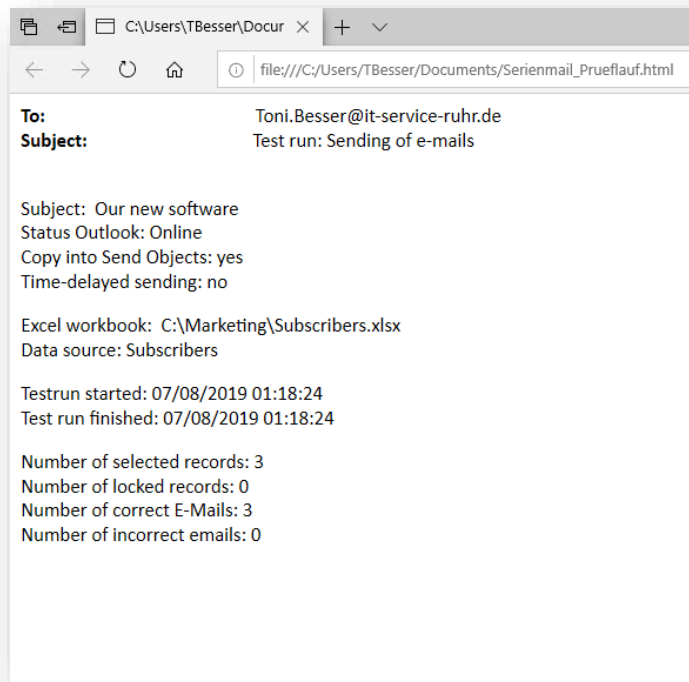 C:\Users\TBesser\Docur
file:///C:/Users/TBesser/Documents/Serienmail_Prueflauf.html
To: Toni.Besser@it-service-ruhr.de
Subject: Test run: Sending of e-mails
Subject:  Our new software
Status Outlook: Online
Copy into Send Objects: yes
Time-delayed sending: no
Excel workbook:  C:\Marketing\Subscribers.xlsx
Data source: Subscribers
Testrun started: 07/08/2019 01:18:24
Test run finished: 07/08/2019 01:18:24
Number of selected records: 3
Number of locked records: 0
Number of correct E-Mails: 3
Number of incorrect emails: 0